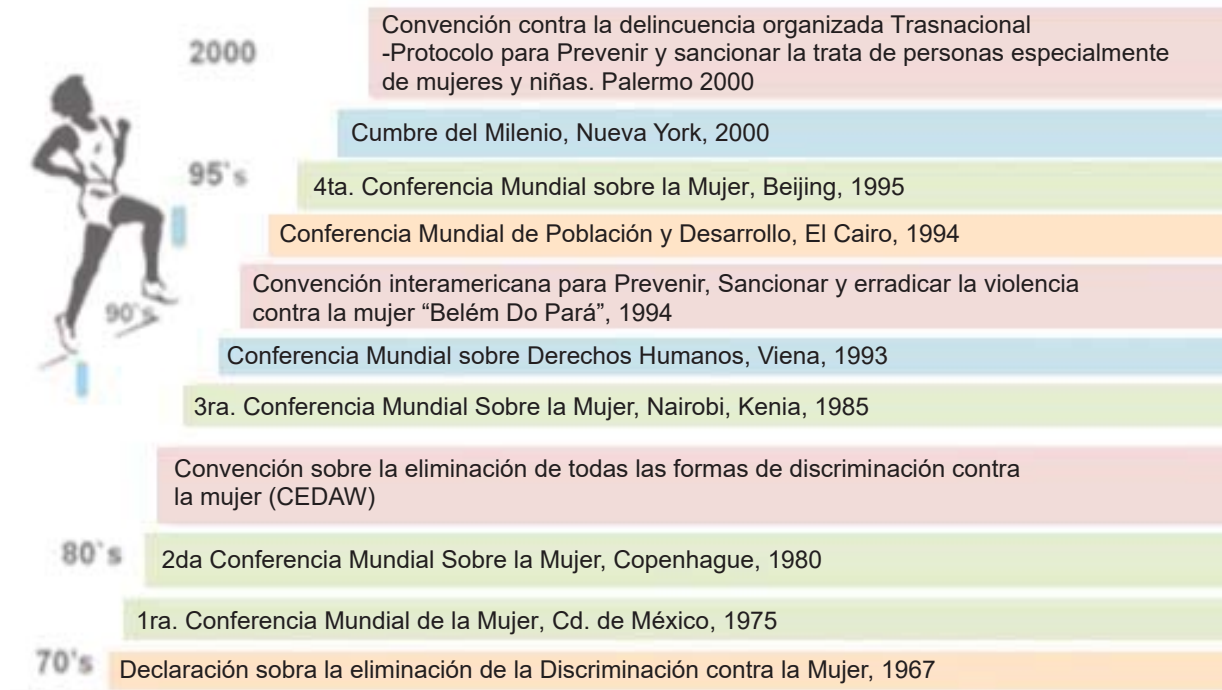 2000
Convención contra la delincuencia organizada Trasnacional
-Protocolo para Prevenir y sancionar la trata de personas especialmente
de mujeres y niñas. Palermo 2000
Cumbre del Milenio, Nueva York, 2000
95`s
4ta. Conferencia Mundial sobre la Mujer, Beijing, 1995
Conferencia Mundial de Población y Desarrollo, El Cairo, 1994
Convención interamericana para Prevenir, Sancionar y erradicar la violencia
contra la mujer “Belém Do Pará”, 1994
90`s
Conferencia Mundial sobre Derechos Humanos, Viena, 1993
3ra. Conferencia Mundial Sobre la Mujer, Nairobi, Kenia, 1985
Convención sobre la eliminación de todas las formas de discriminación contra
la mujer (CEDAW)
80`s
2da Conferencia Mundial Sobre la Mujer, Copenhague, 1980
1ra. Conferencia Mundial de la Mujer, Cd. de México, 1975
70's
Declaración sobra la eliminación de la Discriminación contra la Mujer, 1967